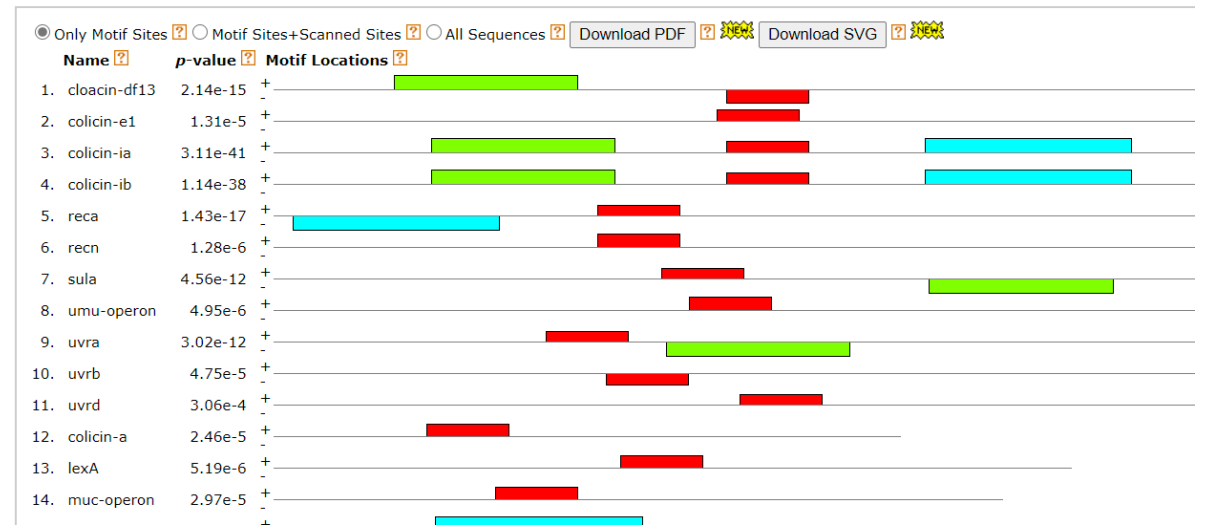 Only Motif Sites ? Motif Sites+Scanned Sites ? All Sequences ? Download PDF ? NEW Download SVG ? NEW
Name ? p-value ? Motif Locations ?
1. cloacin-df13 2.14e-15 + -
2. colicin-e1 1.31e-5 + -
3. colicin-ia 3.11e-41 + -
4. colicin-ib 1.14e-38 + -
5. reca 1.43e-17 + -
6. recn 1.28e-6 + -
7. sula 4.56e-12 + -
8. umu-operon 4.95e-6 + -
9. uvra 3.02e-12 + -
10. uvrb 4.75e-5 + -
11. uvrd 3.06e-4 + -
12. colicin-a 2.46e-5 + -
13. lexA 5.19e-6 + -
14. muc-operon 2.97e-5 + -
+